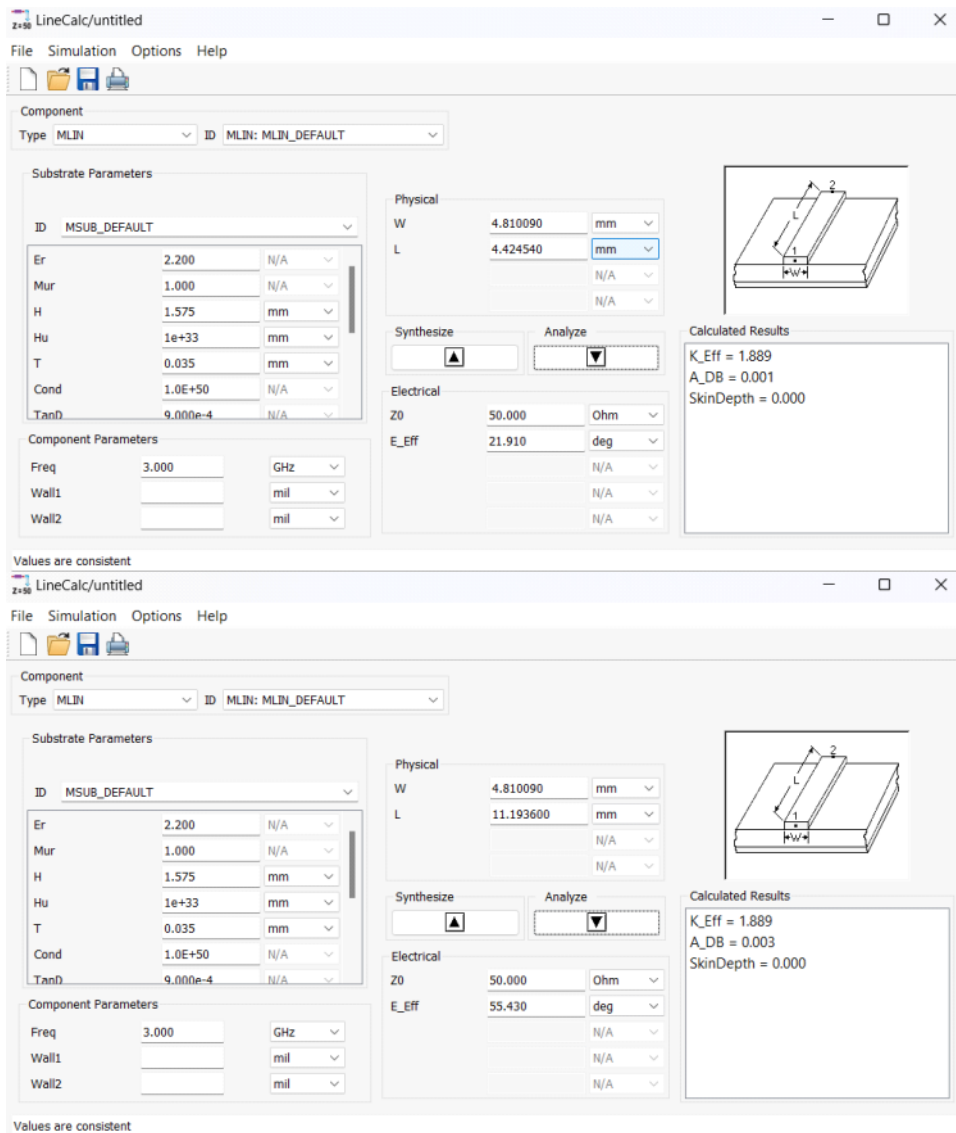 Z=50 LineCalc/untitled
File Simulation Options Help
Component
Type MLIN ID MLIN: MLIN_DEFAULT
Substrate Parameters
ID MSUB_DEFAULT
Er 2.200 N/A
Mur 1.000 N/A
H 1.575 mm
Hu 1e+33 mm
T 0.035 mm
Cond 1.0E+50 N/A
TanD 9.000e-4 N/A
Component Parameters
Freq 3.000 GHz
Wall1 mil
Wall2 mil
Physical
W 4.810090 mm
L 4.424540 mm
N/A
N/A
Synthesize Analyze
Electrical
Z0 50.000 Ohm
E_Eff 21.910 deg
N/A
N/A
N/A
2
L
1
W
Calculated Results
K_Eff = 1.889
A_DB = 0.001
SkinDepth = 0.000
Values are consistent
Z=50 LineCalc/untitled
File Simulation Options Help
Component
Type MLIN ID MLIN: MLIN_DEFAULT
Substrate Parameters
ID MSUB_DEFAULT
Er 2.200 N/A
Mur 1.000 N/A
H 1.575 mm
Hu 1e+33 mm
T 0.035 mm
Cond 1.0E+50 N/A
TanD 9.000e-4 N/A
Component Parameters
Freq 3.000 GHz
Wall1 mil
Wall2 mil
Physical
W 4.810090 mm
L 11.193600 mm
N/A
N/A
Synthesize Analyze
Electrical
Z0 50.000 Ohm
E_Eff 55.430 deg
N/A
N/A
N/A
2
L
1
W
Calculated Results
K_Eff = 1.889
A_DB = 0.003
SkinDepth = 0.000
Values are consistent